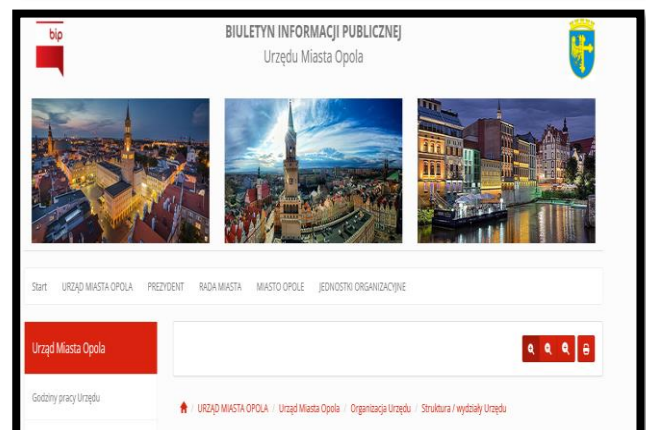 bip
BIULETYN INFORMACJI PUBLICZNEJ
Urzędu Miasta Opola
Start URZĄD MIASTA OPOLA PREZYDENT RADA MIASTA MIASTO OPOLE JEDNOSTKI ORGANIZACYJNE
Urząd Miasta Opola
Godziny pracy Urzędu
/ URZĄD MIASTA OPOLA / Urząd Miasta Opola / Organizacja Urzędu / Struktura / wydziały Urzędu